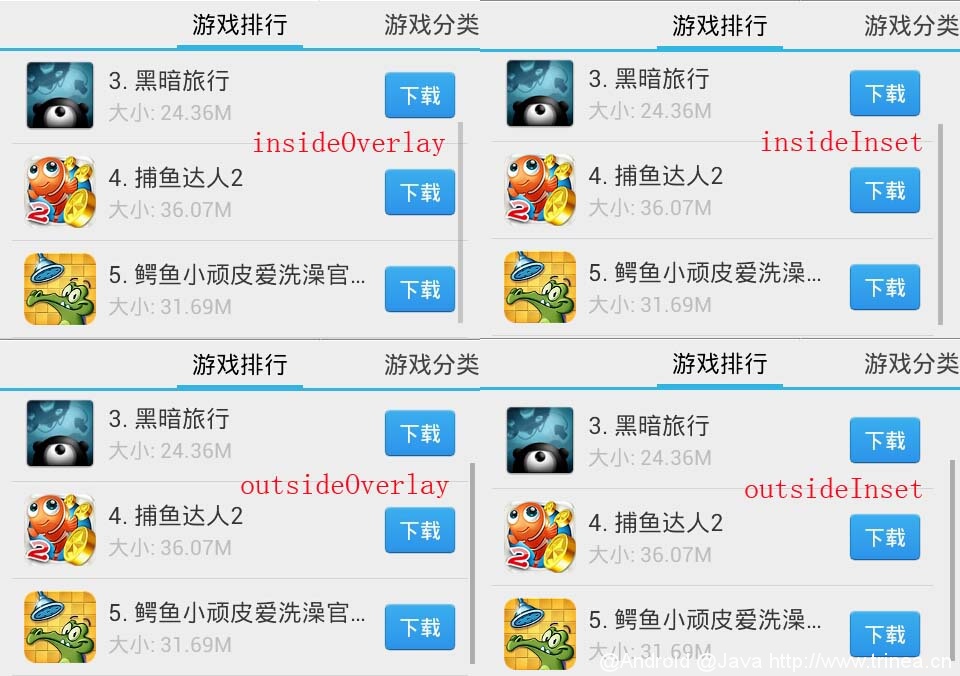 游戏排行 游戏分类
3. 黑暗旅行
大小: 24.36M
下载
insideOverlay
4. 捕鱼达人2
大小: 36.07M
下载
5. 鳄鱼小顽皮爱洗澡官...
大小: 31.69M
下载
游戏排行 游戏分类
3. 黑暗旅行
大小: 24.36M
下载
insideInset
4. 捕鱼达人2
大小: 36.07M
下载
5. 鳄鱼小顽皮爱洗澡...
大小: 31.69M
下载
游戏排行 游戏分类
3. 黑暗旅行
大小: 24.36M
下载
outsideOverlay
4. 捕鱼达人2
大小: 36.07M
下载
5. 鳄鱼小顽皮爱洗澡官...
大小: 31.69M
下载
游戏排行 游戏分类
3. 黑暗旅行
大小: 24.36M
下载
outsideInset
4. 捕鱼达人2
大小: 36.07M
下载
5. 鳄鱼小顽皮爱洗澡...
大小: 31.69M
下载
@Android @Java http://www.trinea.cn